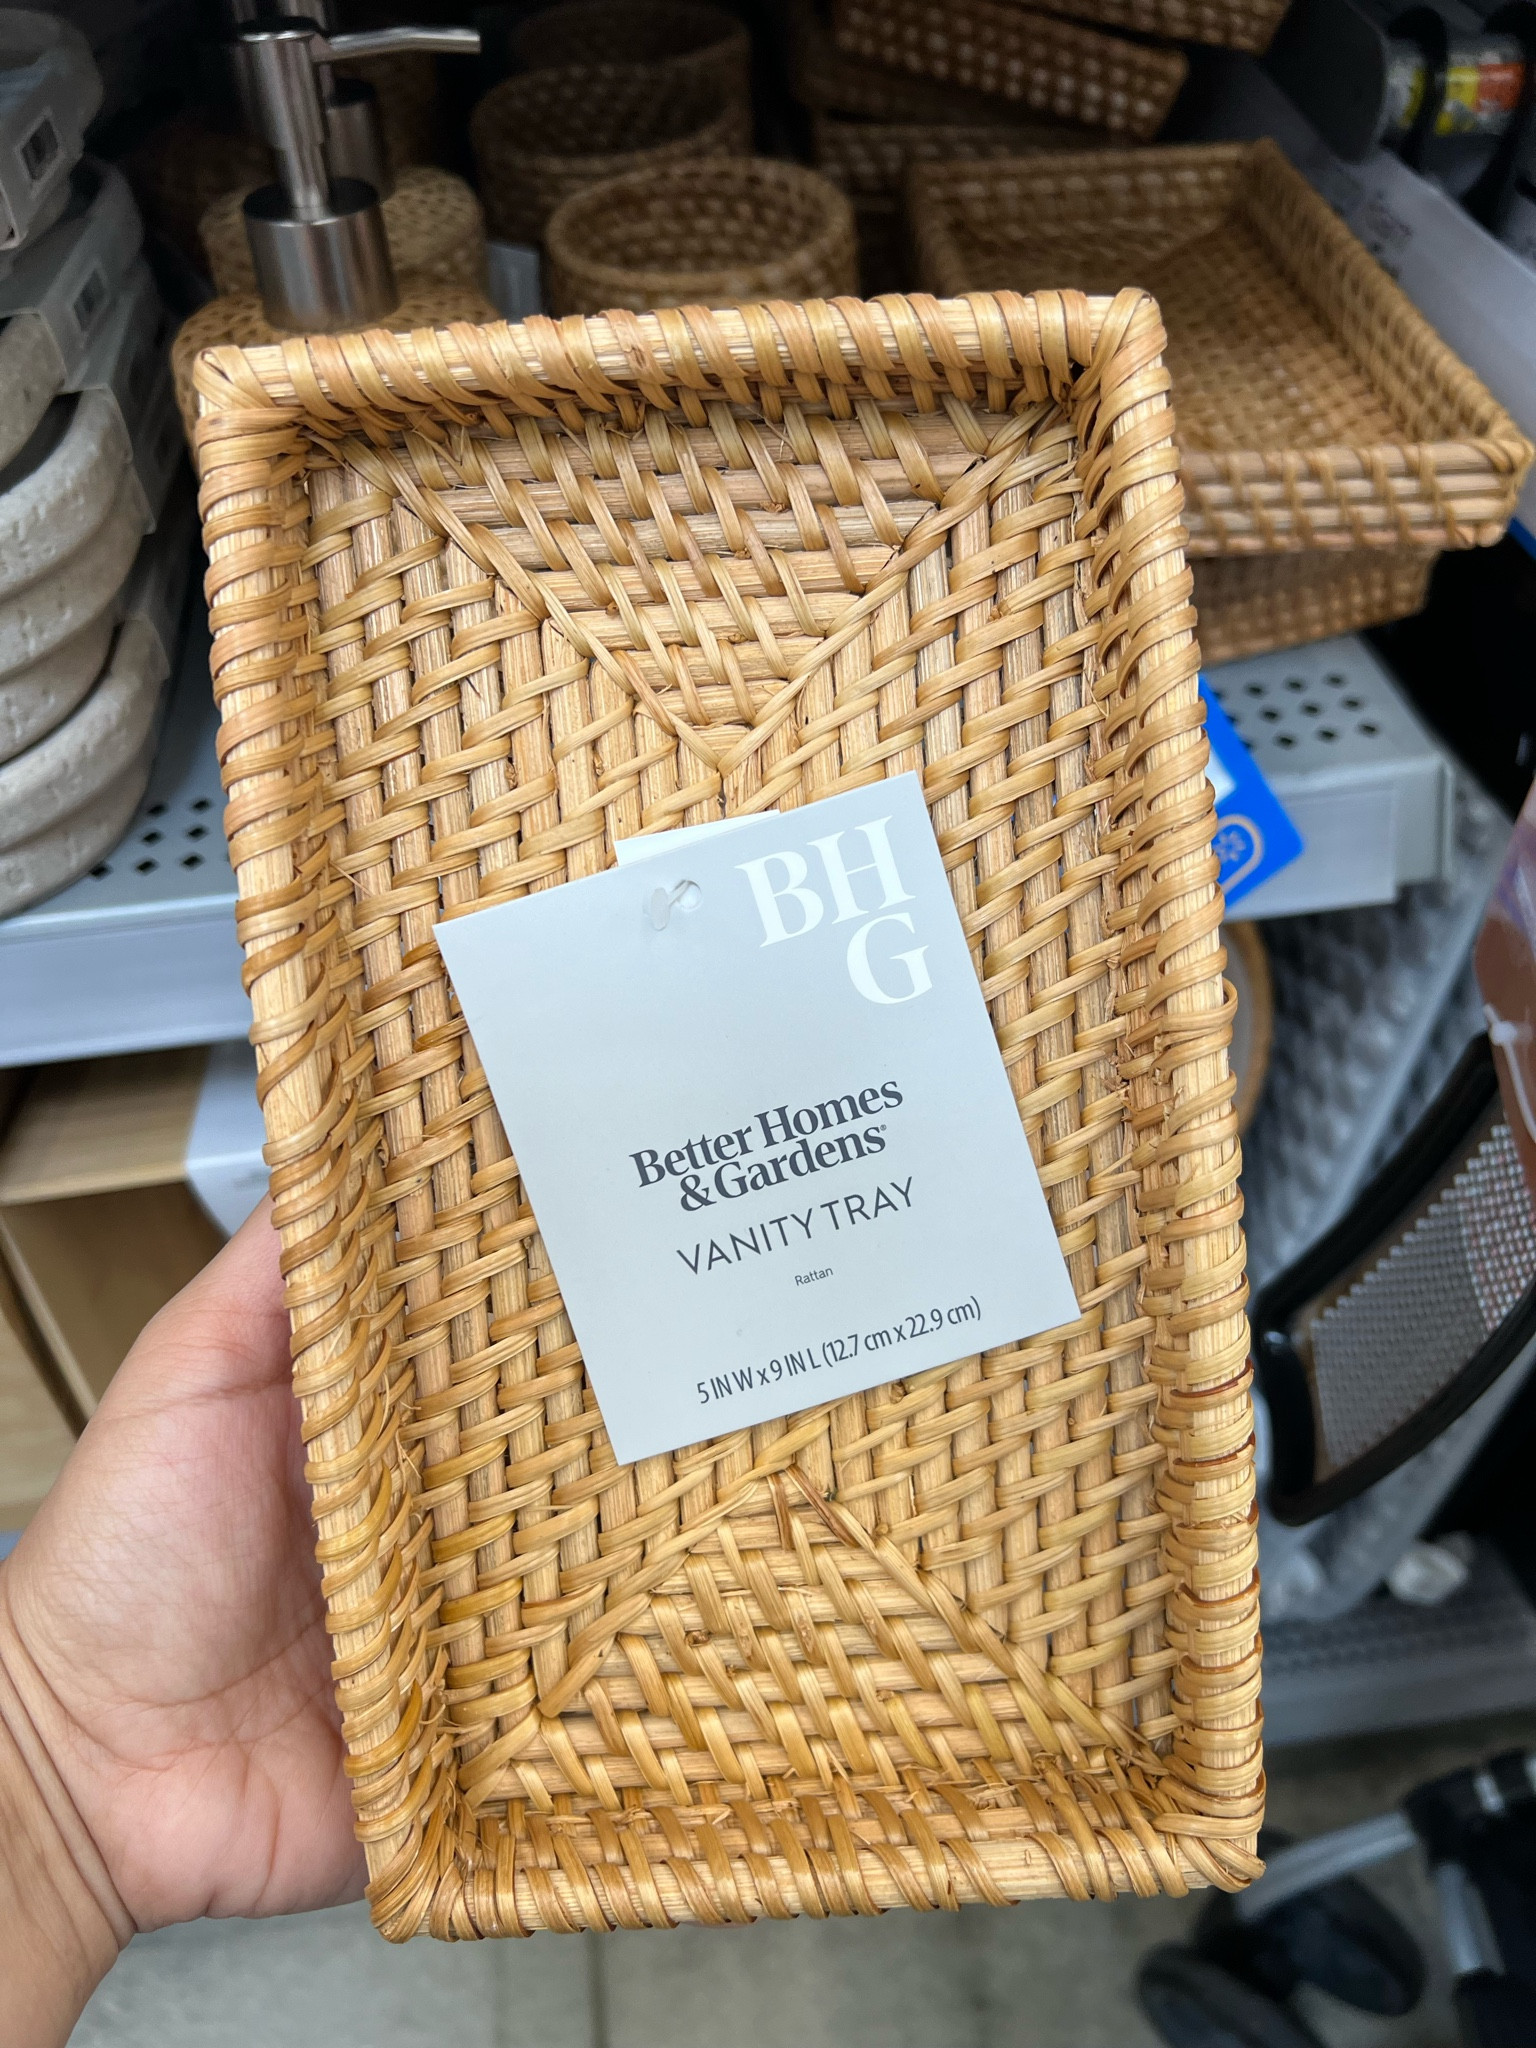 BH
G
Better Homes
& Gardens®
VANITY TRAY
Rattan
5 IN W x 9 IN L (12.7 cm x 22.9 cm)